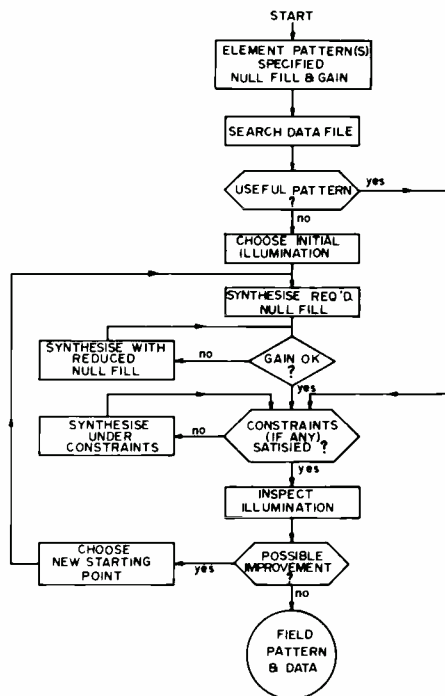 START
ELEMENT PATTERN(S)
SPECIFIED
NULL FILL & GAIN
SEARCH DATA FILE
USEFUL PATTERN
?
yes
no
CHOOSE INITIAL
ILLUMINATION
SYNTHESISE REQ'D.
NULL FILL
SYNTHESISE WITH
REDUCED
NULL FILL
no
GAIN OK
?
yes
SYNTHESISE
UNDER
CONSTRAINTS
no
CONSTRAINTS
(IF ANY)
SATISIED ?
yes
INSPECT
ILLUMINATION
CHOOSE
NEW STARTING
POINT
yes
POSSIBLE
IMPROVEMENT
?
no
FIELD
PATTERN
& DATA